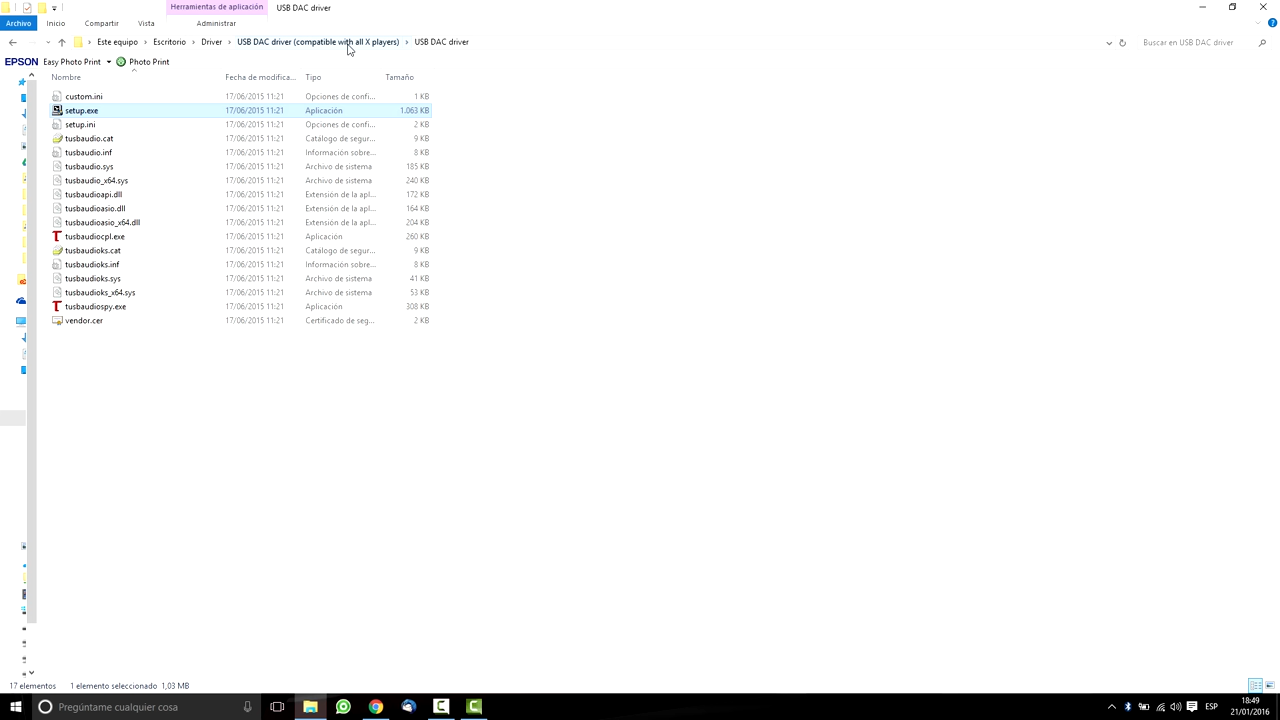 Herramientas de aplicación USB DAC driver
Archivo Inicio Compartir Vista Administrar
Este equipo > Escritorio > Driver > USB DAC driver (compatible with all X players) > USB DAC driver Buscar en USB DAC driver
EPSON Easy Photo Print Photo Print
Nombre Fecha de modifica... Tipo Tamaño
custom.ini 17/06/2015 11:21 Opciones de confi... 1 KB
setup.exe 17/06/2015 11:21 Aplicación 1.063 KB
setup.ini 17/06/2015 11:21 Opciones de confi... 2 KB
tusbaudio.cat 17/06/2015 11:21 Catálogo de segur... 9 KB
tusbaudio.inf 17/06/2015 11:21 Información sobre... 8 KB
tusbaudio.sys 17/06/2015 11:21 Archivo de sistema 185 KB
tusbaudio_x64.sys 17/06/2015 11:21 Archivo de sistema 240 KB
tusbaudioapi.dll 17/06/2015 11:21 Extensión de la apl... 172 KB
tusbaudioasio.dll 17/06/2015 11:21 Extensión de la apl... 164 KB
tusbaudioasio_x64.dll 17/06/2015 11:21 Extensión de la apl... 204 KB
tusbaudiocpl.exe 17/06/2015 11:21 Aplicación 260 KB
tusbaudioks.cat 17/06/2015 11:21 Catálogo de segur... 9 KB
tusbaudioks.inf 17/06/2015 11:21 Información sobre... 8 KB
tusbaudioks.sys 17/06/2015 11:21 Archivo de sistema 41 KB
tusbaudioks_x64.sys 17/06/2015 11:21 Archivo de sistema 53 KB
tusbaudiospy.exe 17/06/2015 11:21 Aplicación 308 KB
vendor.cer 17/06/2015 11:21 Certificado de seg... 2 KB
17 elementos 1 elemento seleccionado 1,03 MB
Pregúntame cualquier cosa ESP 18:49
21/01/2016